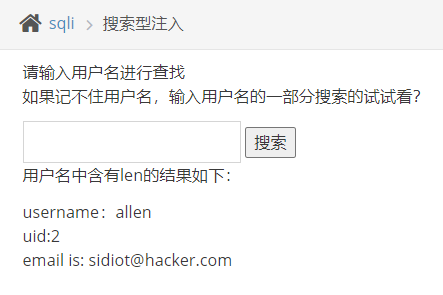 sqli > 搜索型注入
请输入用户名进行查找
如果记不住用户名，输入用户名的一部分搜索的试试看？
搜索
用户名中含有len的结果如下：
username：allen
uid:2
email is: sidiot@hacker.com